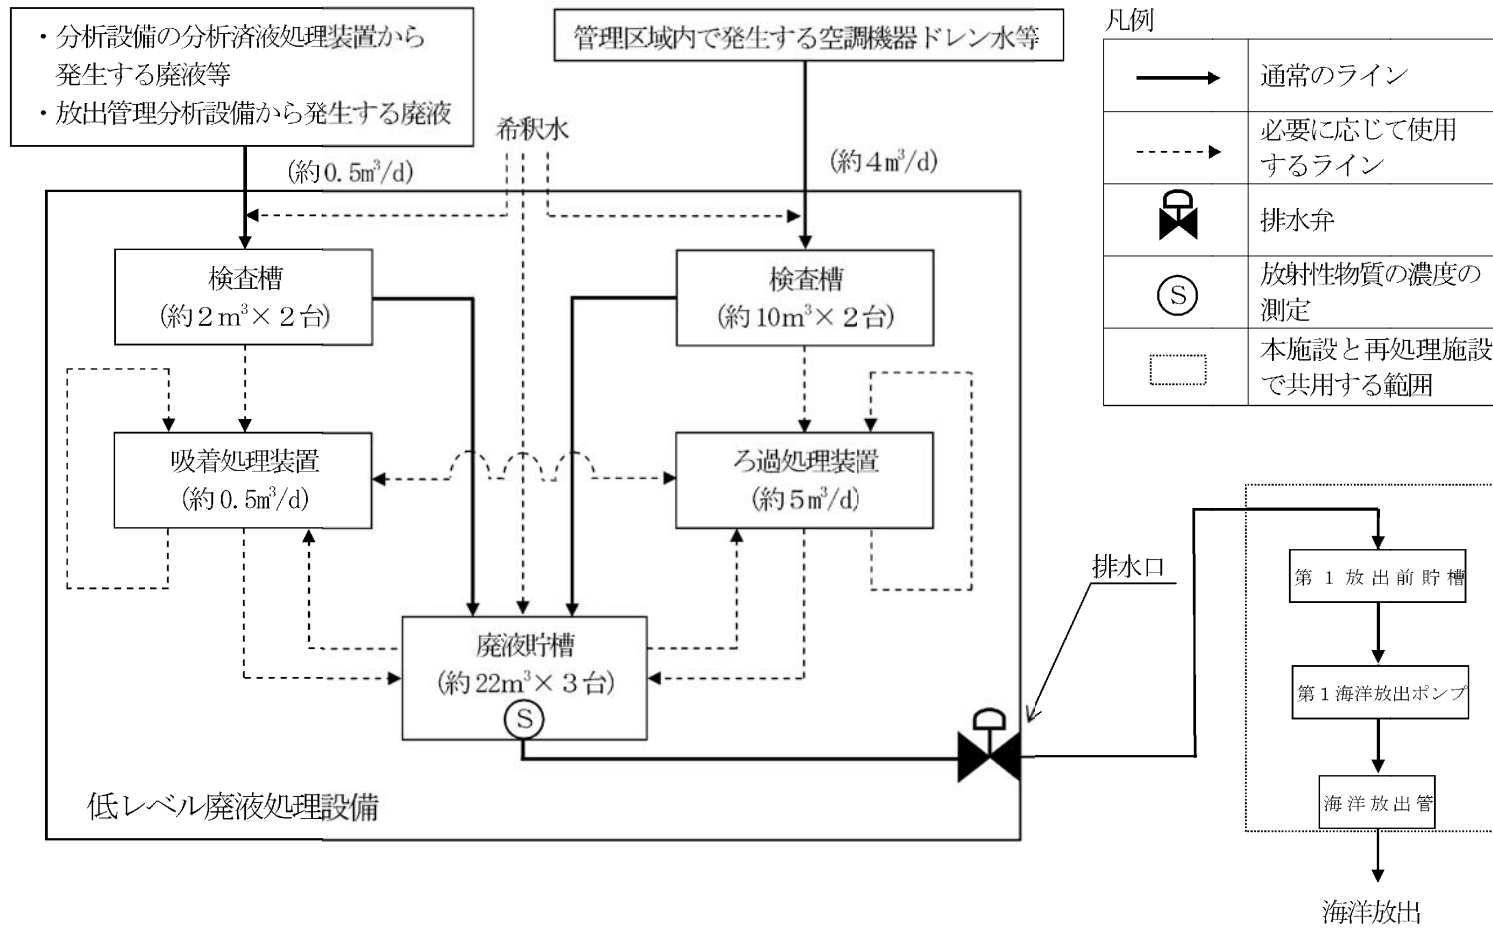 ・分析設備の分析済液処理装置から
発生する廃液等
・放出管理分析設備から発生する廃液
管理区域内で発生する空調機器ドレン水等
希釈水
(約0.5m³/d)
(約4m³/d)
検査槽
(約2m³×2台)
検査槽
(約10m³×2台)
吸着処理装置
(約0.5m³/d)
ろ過処理装置
(約5m³/d)
廃液貯槽
(約22m³×3台)
S
低レベル廃液処理設備
排水口
凡例
通常のライン
必要に応じて使用
するライン
排水弁
S
放射性物質の濃度の
測定
本施設と再処理施設
で共用する範囲
第1放出前貯槽
第1海洋放出ポンプ
海洋放出管
海洋放出